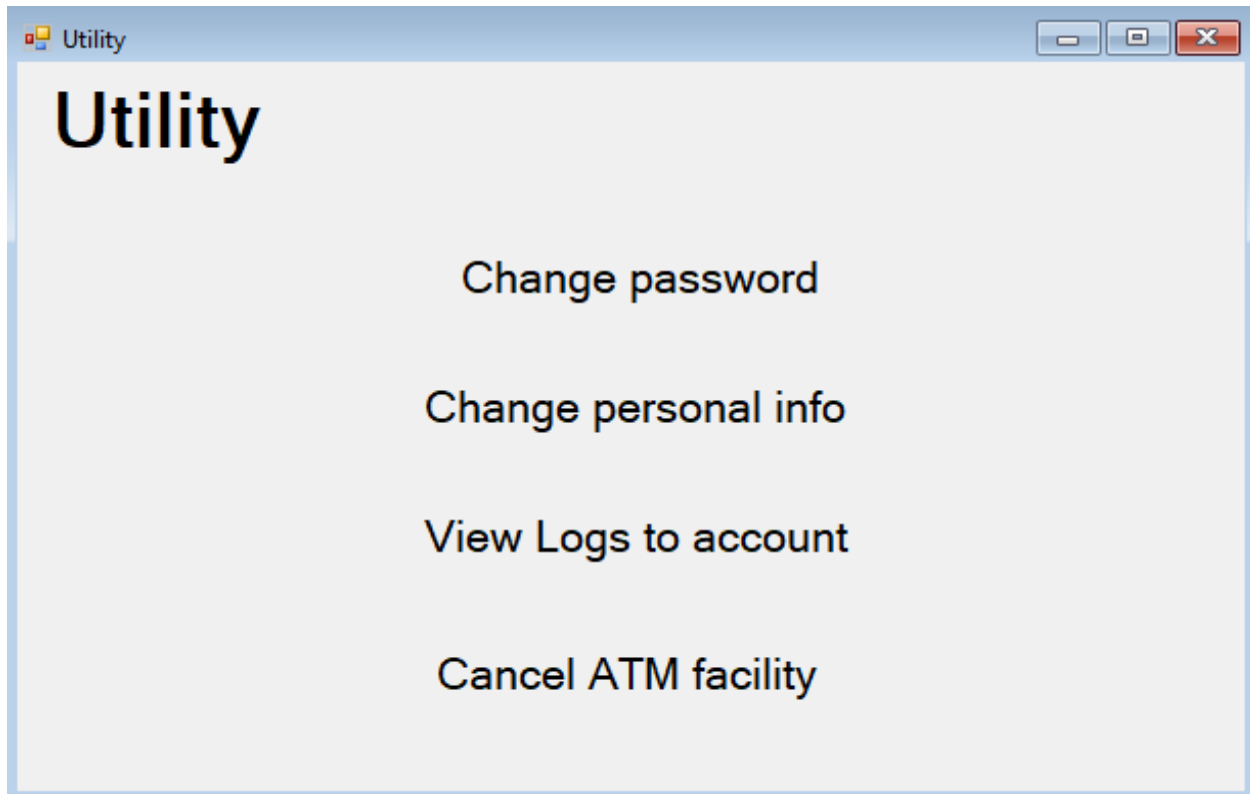 Utility
Utility
Change password
Change personal info
View Logs to account
Cancel ATM facility